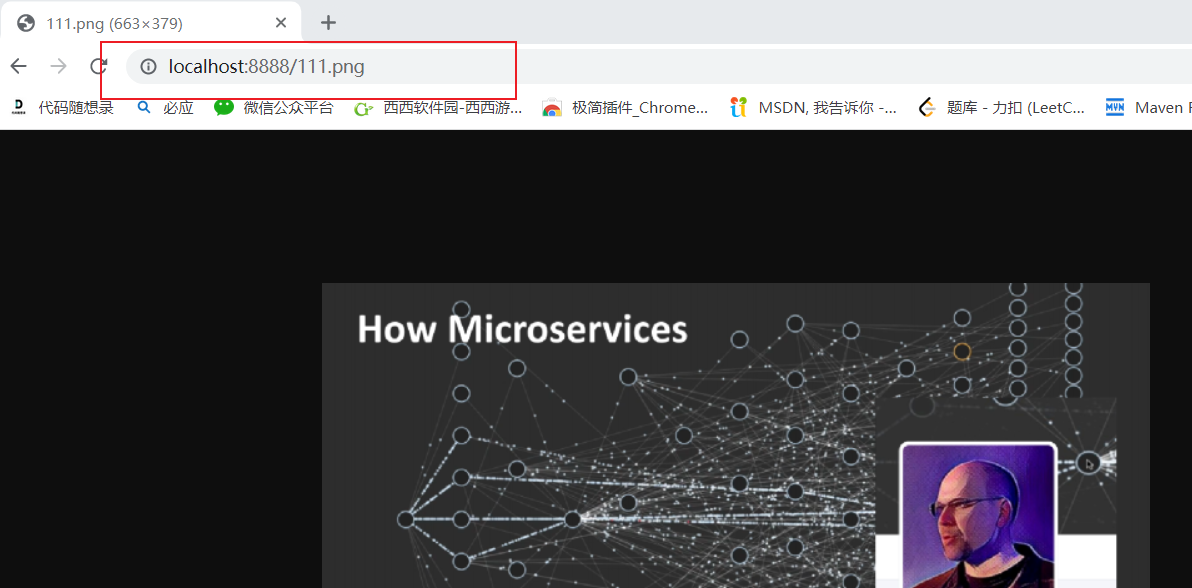 111.png (663×379)
localhost:8888/111.png
代码随想录 必应 微信公众平台 西西软件园-西西游... 极简插件_Chrome... MSDN, 我告诉你 -... 题库 - 力扣 (LeetC... Maven
How Microservices